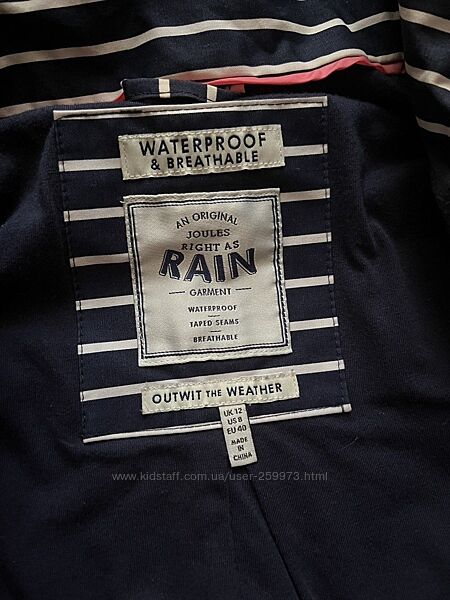 WATERPROOF
& BREATHABLE
AN ORIGINAL
JOULES
RIGHT AS
RAIN
GARMENT
WATERPROOF
TAPED SEAMS
BREATHABLE
OUTWIT THE WEATHER
UK 12
US 8
EU 40
MADE
IN
CHINA
www.kidstaff.com.ua/user-259973.html